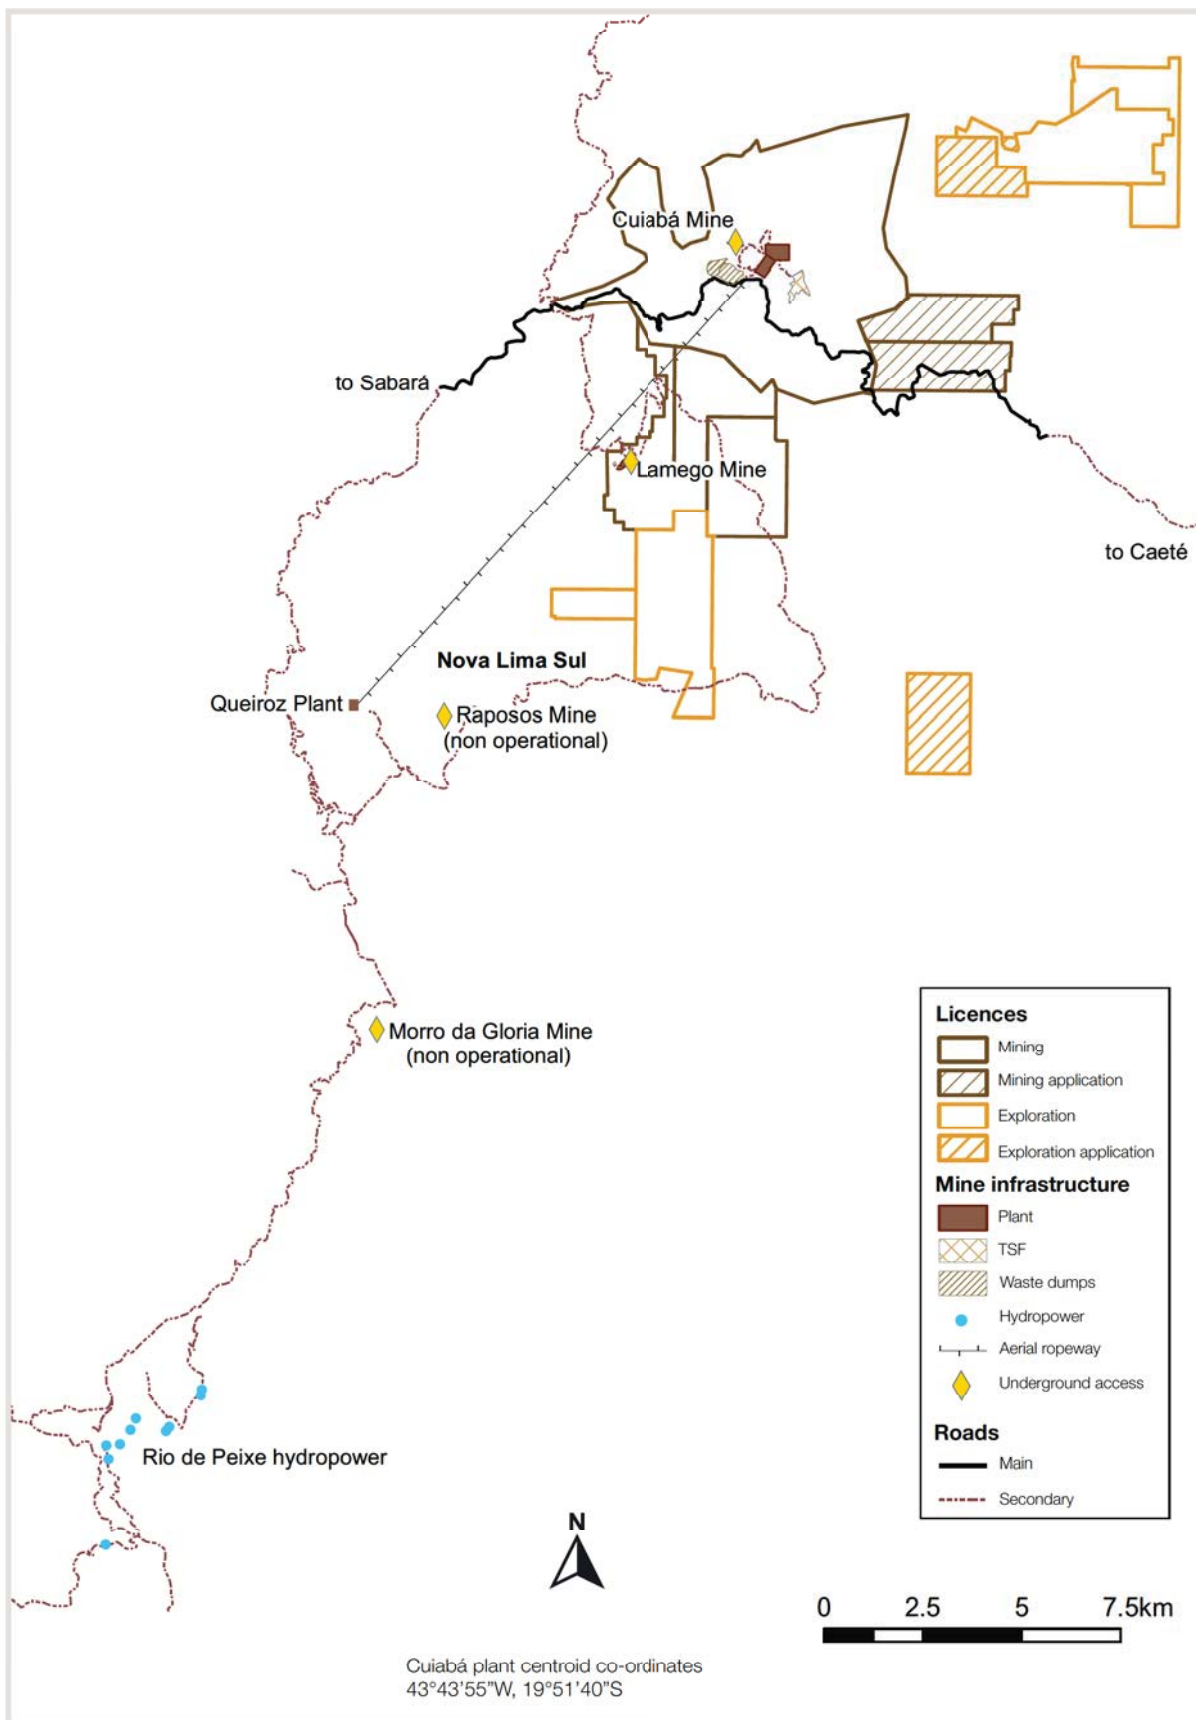 Cuiabá Mine
to Sabará
Lamego Mine
to Caeté
Nova Lima Sul
Queiroz Plant
Raposos Mine
(non operational)
Morro da Gloria Mine
(non operational)
Licences
Mining
Mining application
Exploration
Exploration application
Mine infrastructure
Plant
TSF
Waste dumps
Hydropower
Aerial ropeway
Underground access
Roads
Main
Secondary
Rio de Peixe hydropower
N
0 2.5 5 7.5km
Cuiabá plant centroid co-ordinates
43°43'55"W, 19°51'40"S